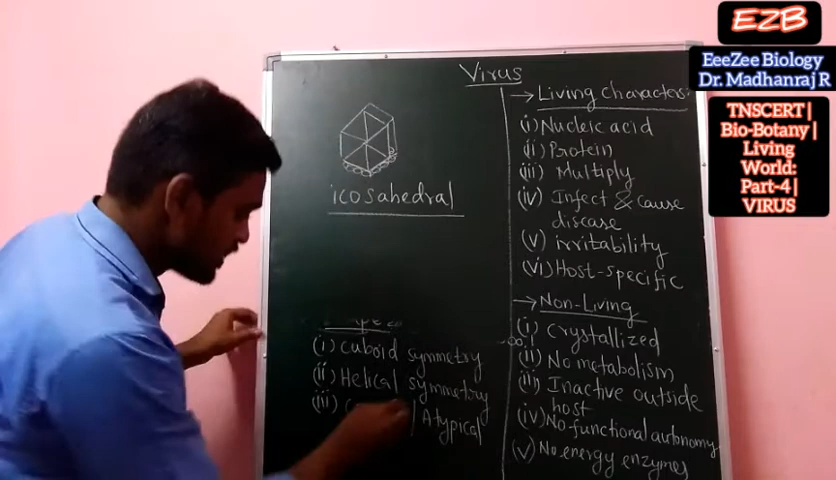 Virus
icosahedral
(i) cuboid symmetry
(ii) Helical symmetry
(iii) Atypical
→ Living characters:
(i) Nucleic acid
(ii) Protein
(iii) Multiply
(iv) Infect & cause
disease
(v) irritability
(vi) Host-specific
→ Non-Living
(i) Crystallized
(ii) No metabolism
(iii) Inactive outside
host
(iv) No-functional autonomy
(v) No energy enzymes
EZB
EeeZee Biology
Dr. Madhanraj R
TNSCERT |
Bio-Botany |
Living
World:
Part-4 |
VIRUS